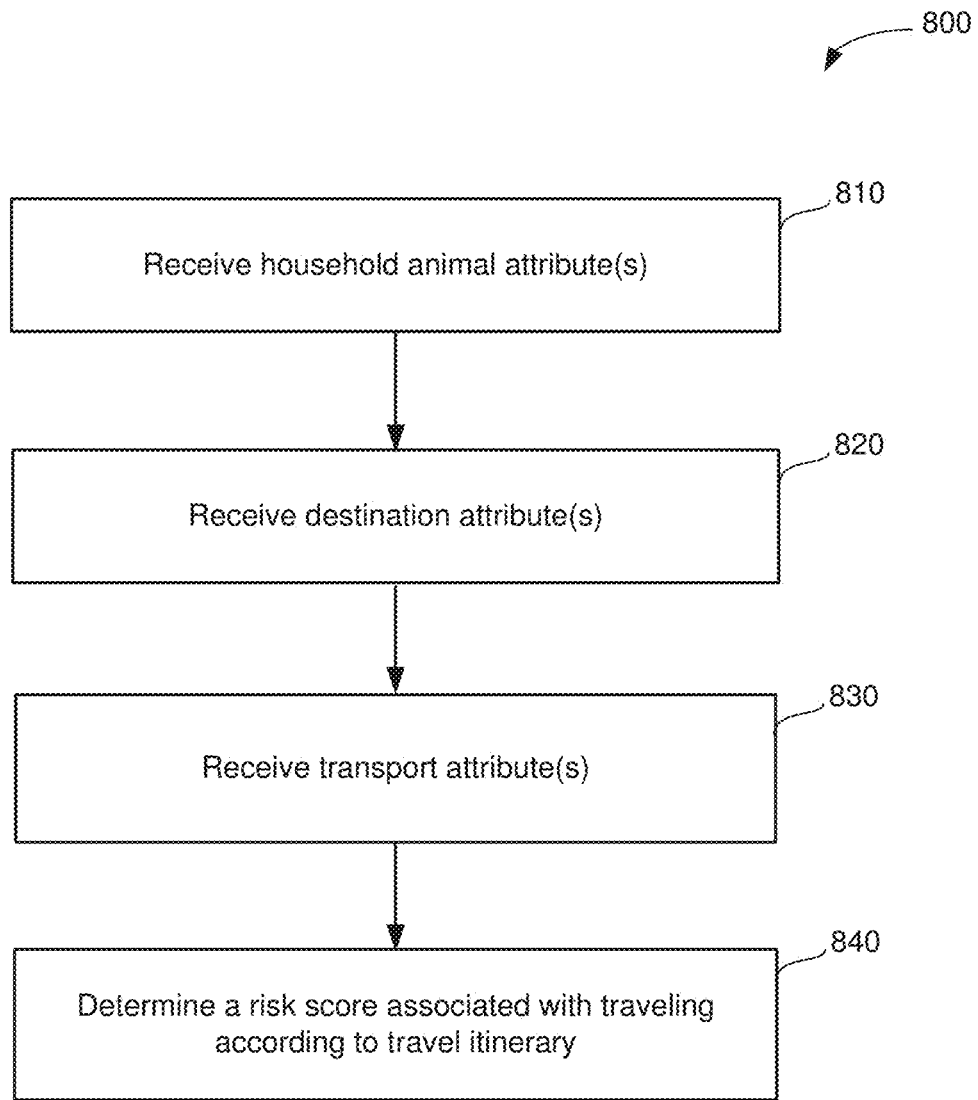 800
810
Receive household animal attribute(s)
820
Receive destination attribute(s)
830
Receive transport attribute(s)
840
Determine a risk score associated with traveling
according to travel itinerary